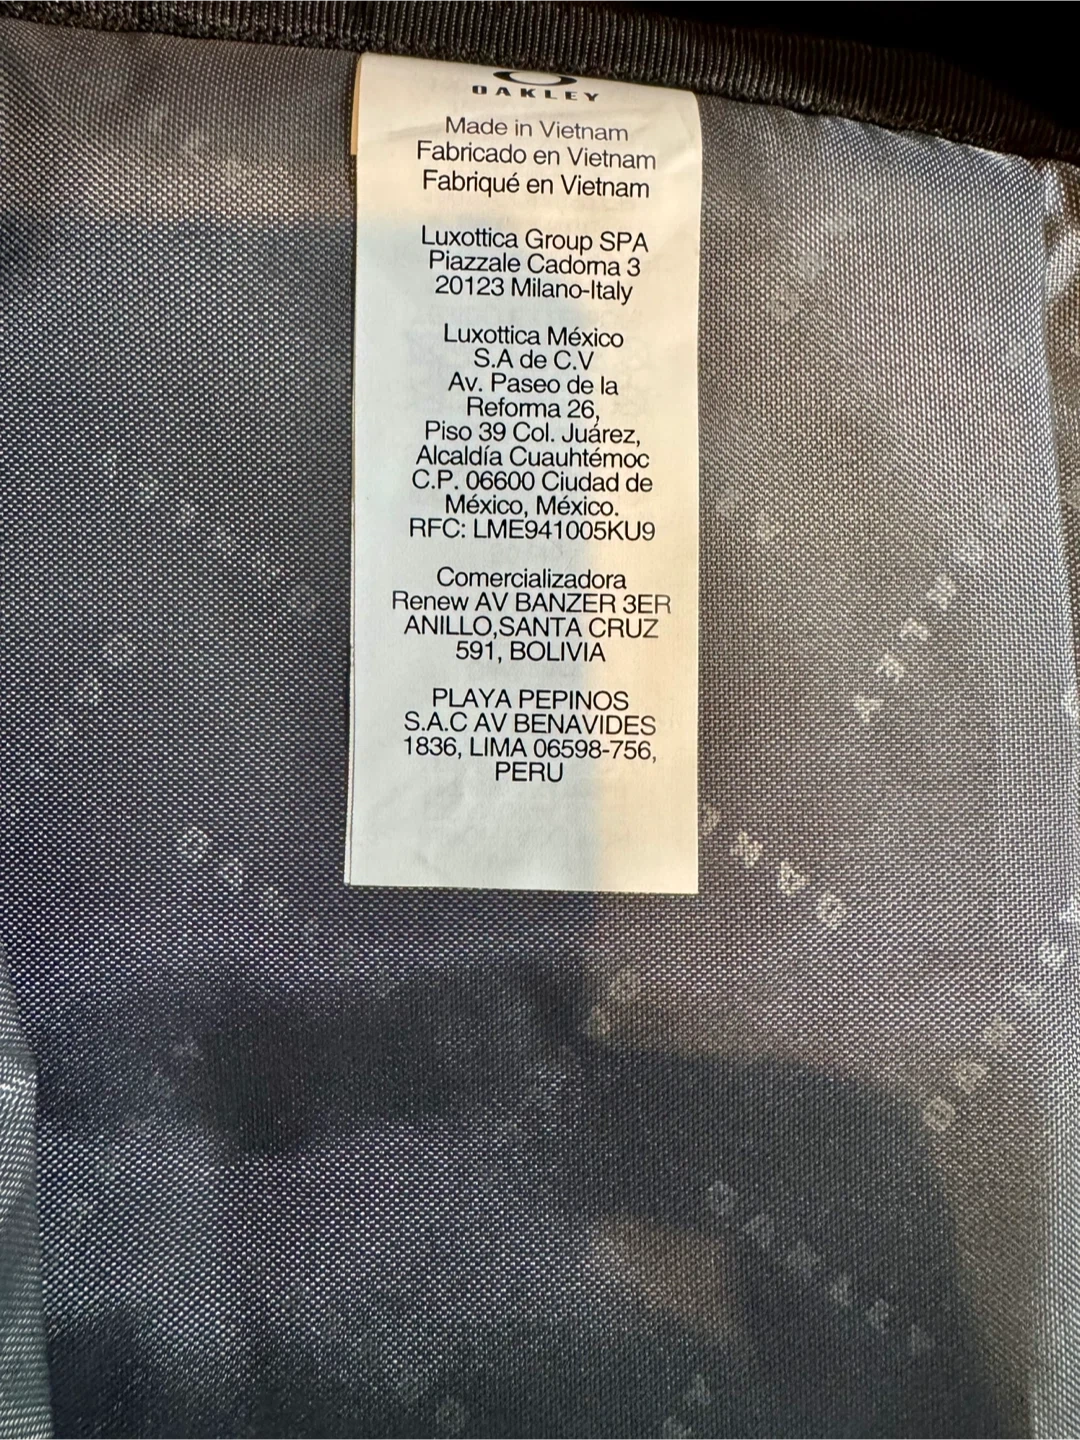 OAKLEY
Made in Vietnam
Fabricado en Vietnam
Fabriqué en Vietnam
Luxottica Group SPA
Piazzale Cadorna 3
20123 Milano-Italy
Luxottica México
S.A de C.V
Av. Paseo de la
Reforma 26,
Piso 39 Col. Juárez,
Alcaldía Cuauhtémoc
C.P. 06600 Ciudad de
México, México.
RFC: LME941005KU9
Comercializadora
Renew AV BANZER 3ER
ANILLO,SANTA CRUZ
591, BOLIVIA
PLAYA PEPINOS
S.A.C AV BENAVIDES
1836, LIMA 06598-756,
PERU